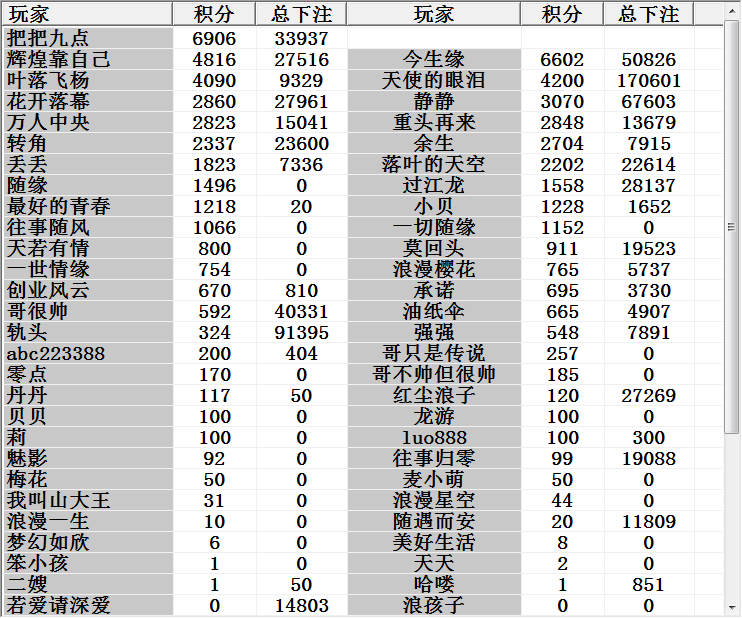 玩家 积分 总下注 玩家 积分 总下注
把把九点 6906 33937
辉煌靠自己 4816 27516 今生缘 6602 50826
叶落飞杨 4090 9329 天使的眼泪 4200 170601
花开落幕 2860 27961 静静 3070 67603
万人中央 2823 15041 重头再来 2848 13679
转角 2337 23600 余生 2704 7915
丢丢 1823 7336 落叶的天空 2202 22614
随缘 1496 0 过江龙 1558 28137
最好的青春 1218 20 小贝 1228 1652
往事随风 1066 0 一切随缘 1152 0
天若有情 800 0 莫回头 911 19523
一世情缘 754 0 浪漫樱花 765 5737
创业风云 670 810 承诺 695 3730
哥很帅 592 40331 油纸伞 665 4907
轨头 324 91395 强强 548 7891
abc223388 200 404 哥只是传说 257 0
零点 170 0 哥不帅但很帅 185 0
丹丹 117 50 红尘浪子 120 27269
贝贝 100 0 龙游 100 0
莉 100 0 luo888 100 300
魅影 92 0 往事归零 99 19088
梅花 50 0 麦小萌 50 0
我叫山大王 31 0 浪漫星空 44 0
浪漫一生 10 0 随遇而安 20 11809
梦幻如欣 6 0 美好生活 8 0
笨小孩 1 0 天天 2 0
二嫂 1 50 哈喽 1 851
若爱请深爱 0 14803 浪孩子 0 0